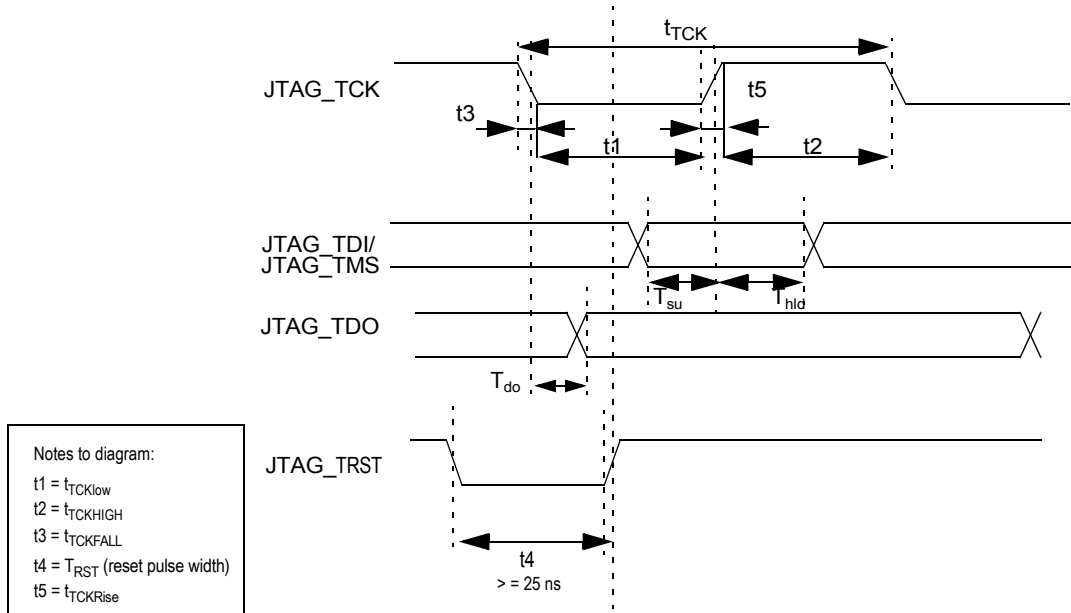 tTCK
JTAG_TCK
t5
t3
t1
t2
JTAG_TDI/
JTAG_TMS
Tsu
Thld
JTAG_TDO
Tdo
JTAG_TRST
t4
> = 25 ns
Notes to diagram:
t1 = tTCKlow
t2 = tTCKHIGH
t3 = tTCKFALL
t4 = TRST (reset pulse width)
t5 = tTCKRise